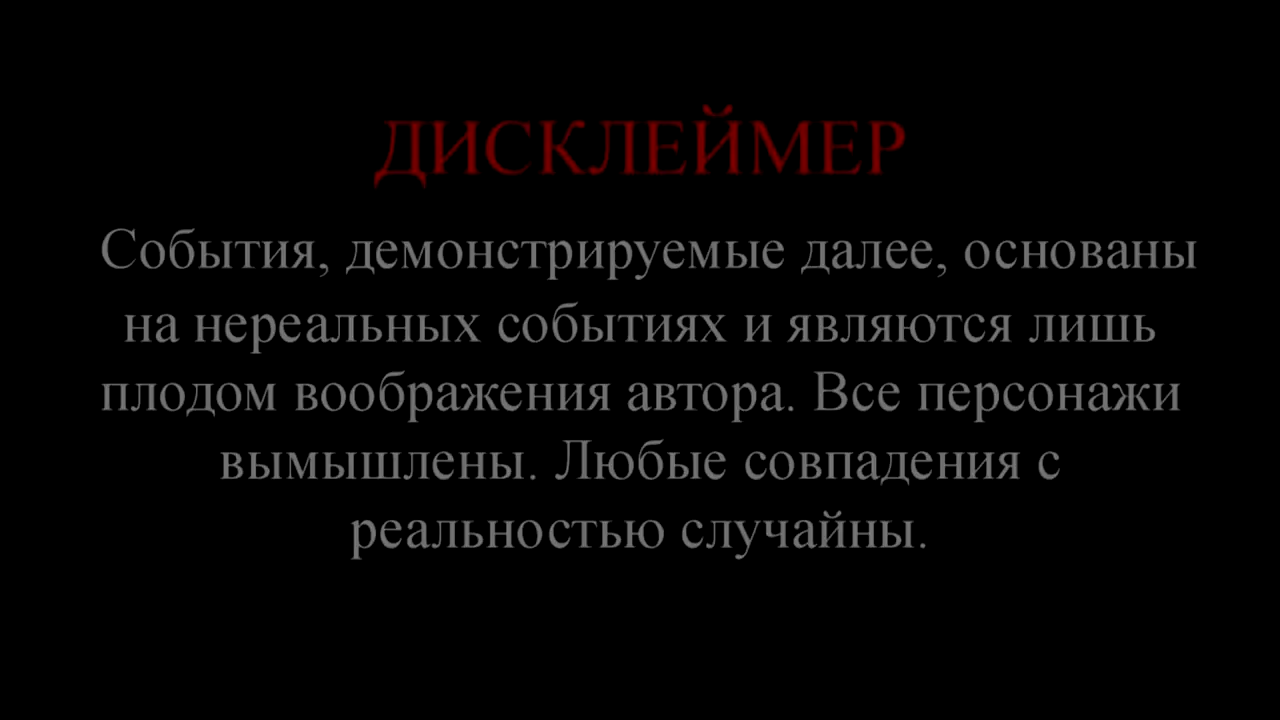 ДИСКЛЕЙМЕР
События, демонстрируемые далее, основаны
на нереальных событиях и являются лишь
плодом воображения автора. Все персонажи
вымышлены. Любые совпадения с
реальностью случайны.